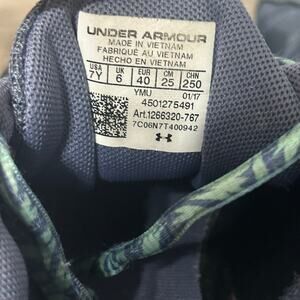 UNDER ARMOUR
MADE IN VIETNAM
FABRIQUÉ AU VIETNAM
HECHO EN VIETNAM
USA UK EUR CM CHN
7Y 6 40 25 250
YMU 01/17
4501275491
Art.1266320-767
7C06N7T400942